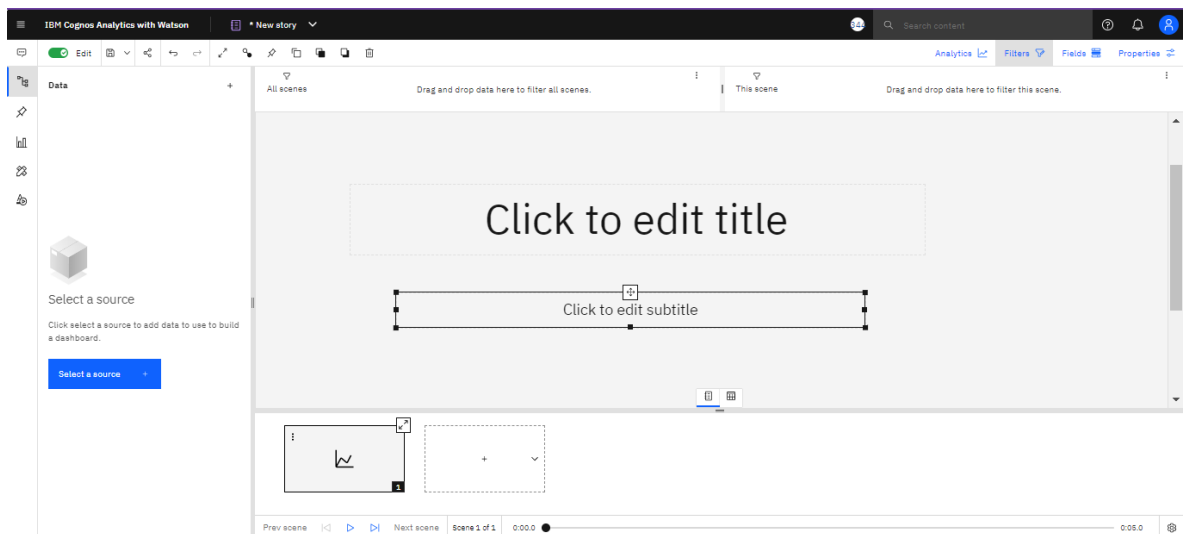 IBM Cognos Analytics with Watson
* New story
344
Search content
Edit
Analytics
Filters
Fields
Properties
Data
All scenes
Drag and drop data here to filter all scenes.
This scene
Drag and drop data here to filter this scene.
Click to edit title
Click to edit subtitle
Select a source
Click select a source to add data to use to build
a dashboard.
Select a source +
1
Prev scene
Next scene
Scene 1 of 1
0:00.0
0:05.0